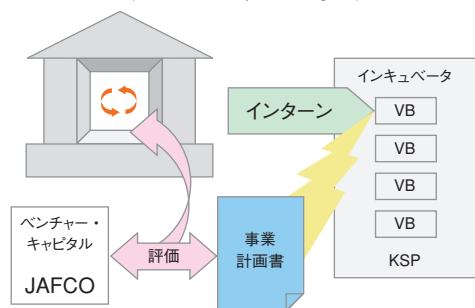 インキュベータ
インターン
VB
VB
VB
VB
KSP
ベンチャー・
キャピタル
JAFCO
評価
事業
計画書